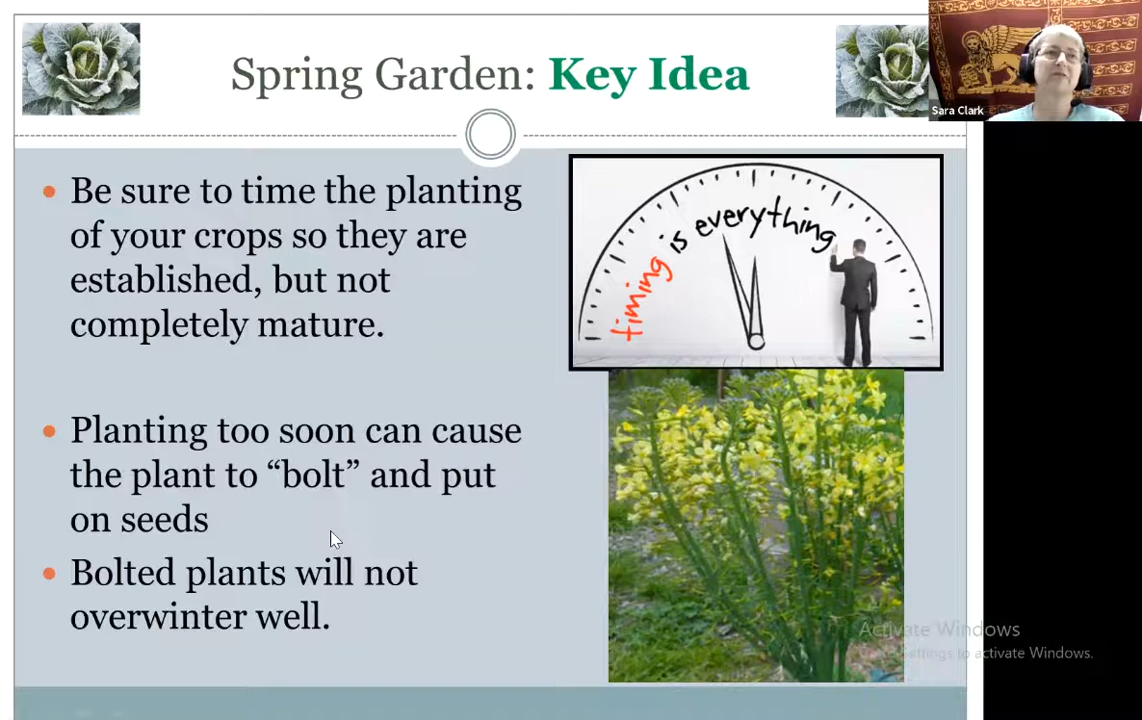 Spring Garden: Key Idea
Sara Clark
Be sure to time the planting
of your crops so they are
established, but not
completely mature.
timing is everything
Planting too soon can cause
the plant to “bolt” and put
on seeds
Bolted plants will not
overwinter well.
Activate Windows
Settings to activate Windows.